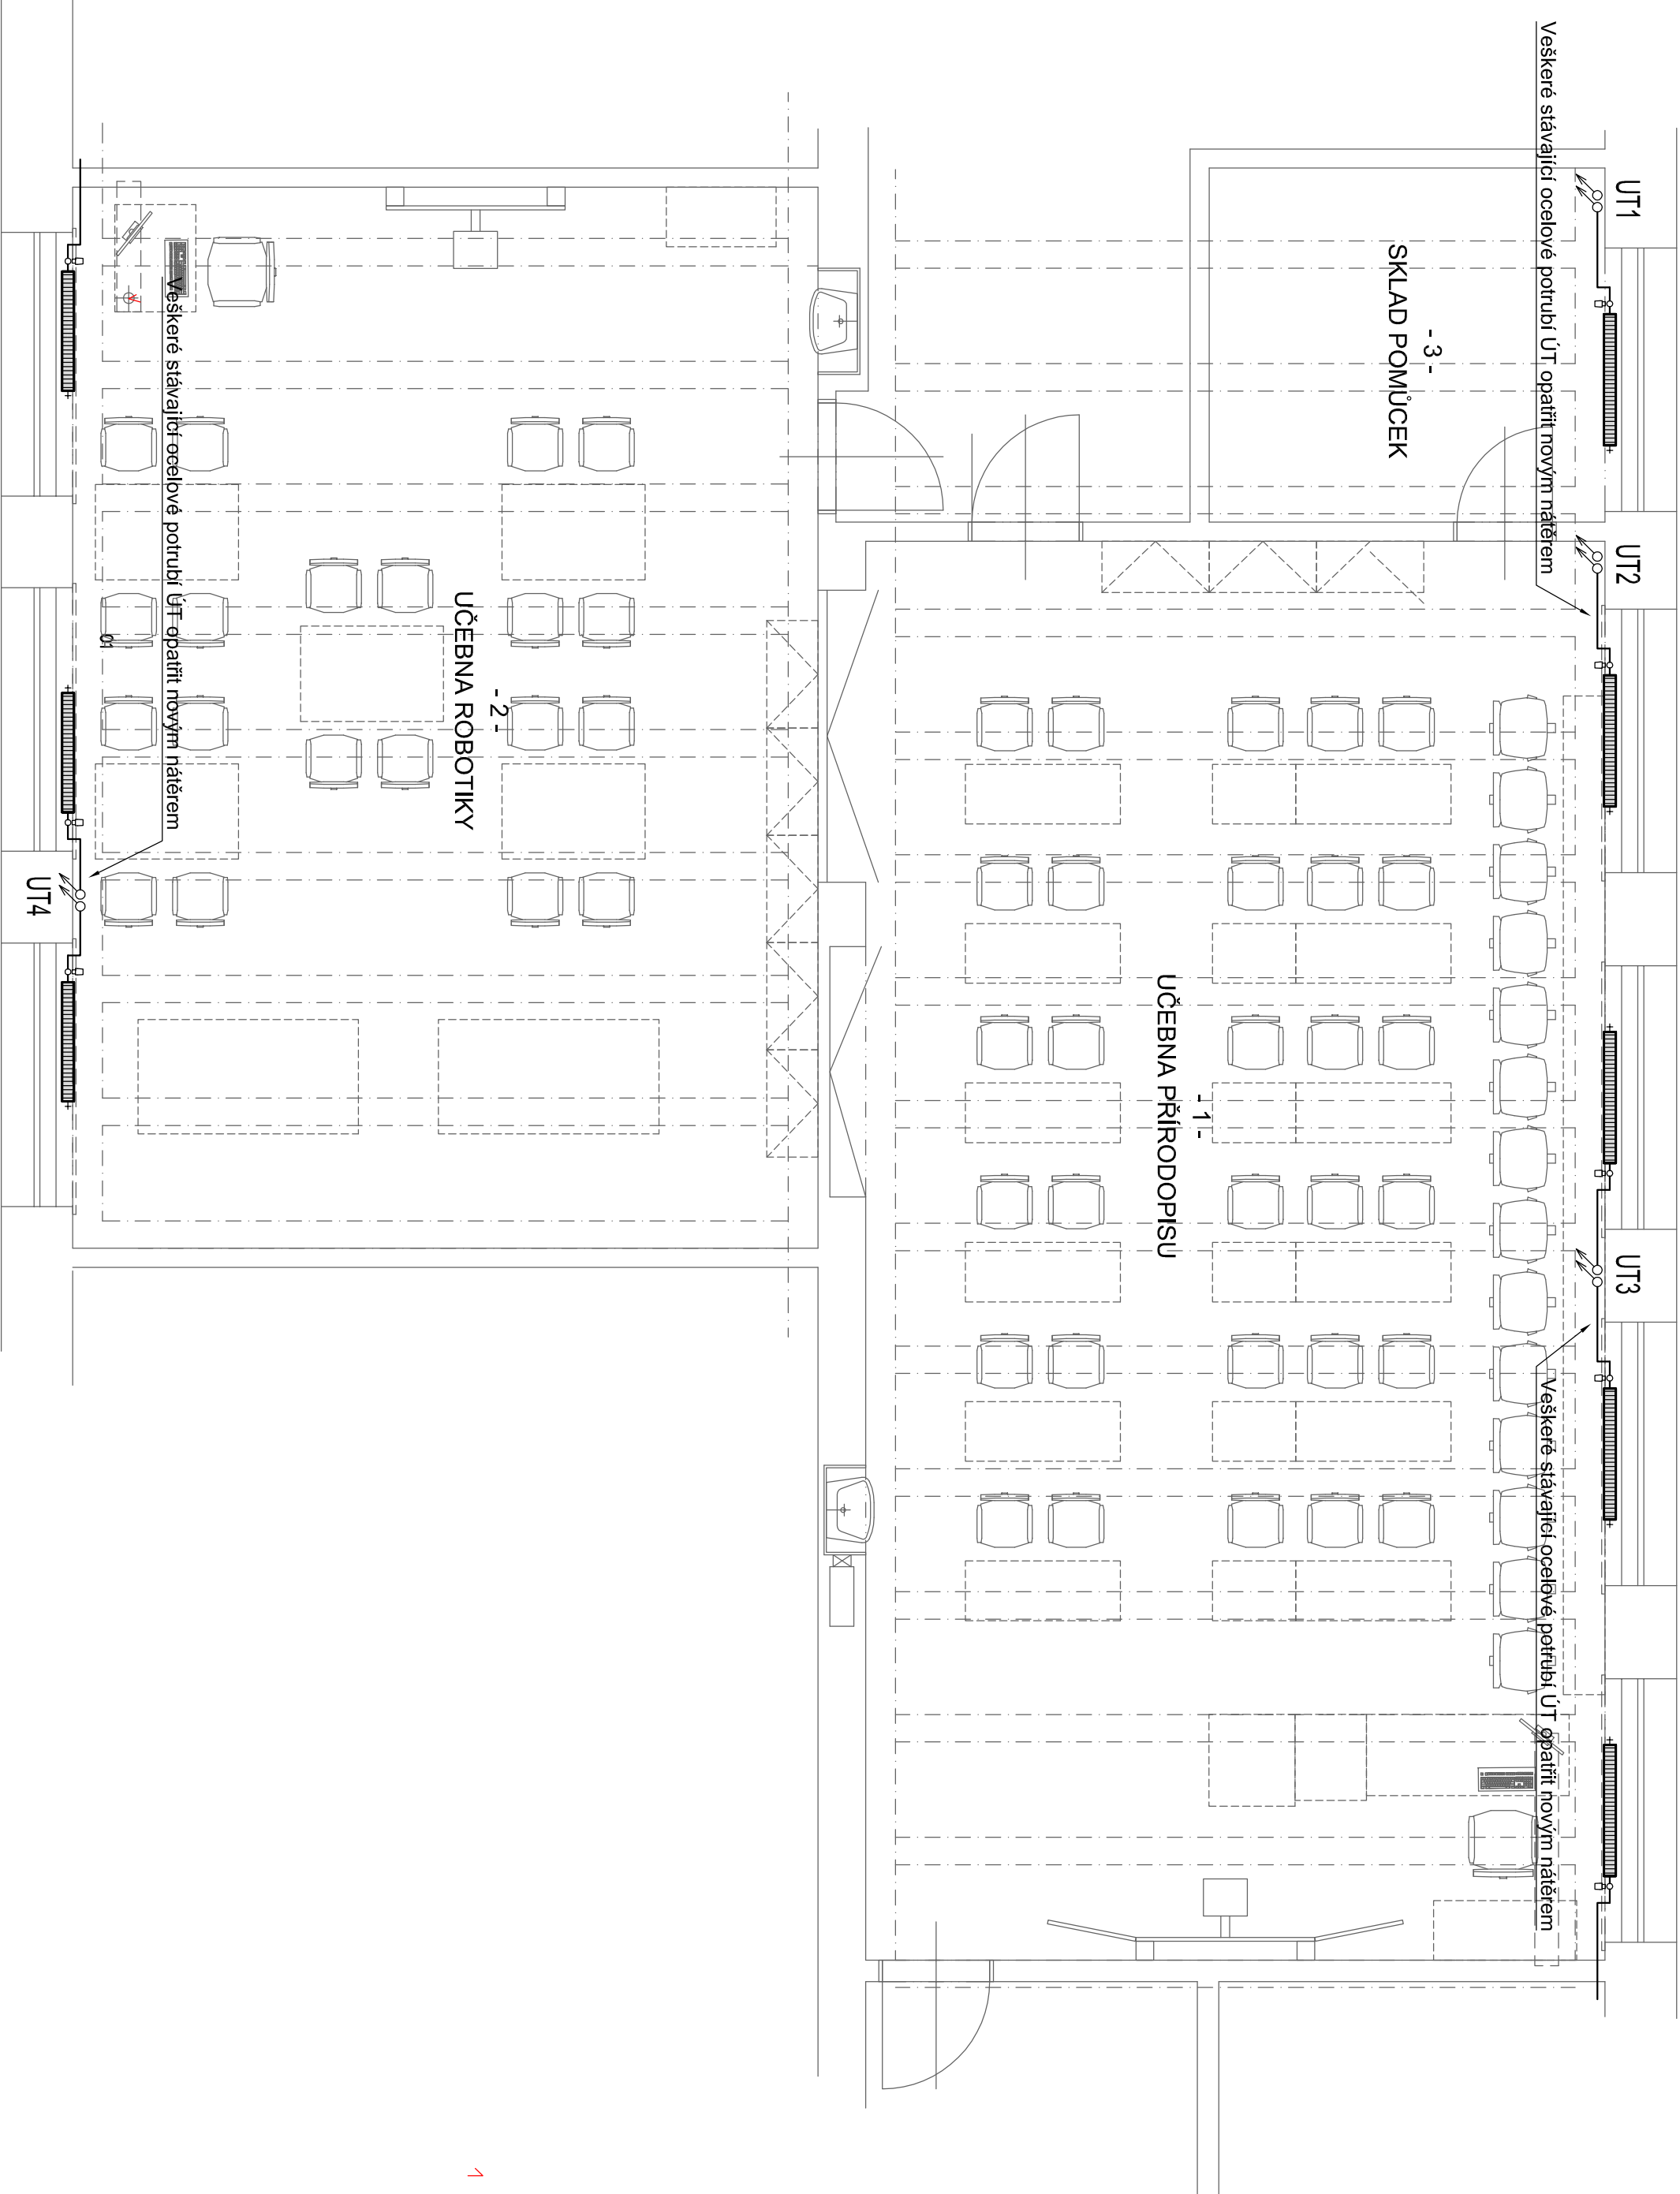 UT1
UT2
UT3
Veškeré stávající ocelové potrubí ÚT opatřit novým nátěrem
Veškeré stávající ocelové potrubí ÚT opatřit novým nátěrem
- 3 -
SKLAD POMŮCEK
- 1 -
UČEBNA PŘÍRODOPISU
- 2 -
UČEBNA ROBOTIKY
Veškeré stávající ocelové potrubí ÚT opatřit novým nátěrem
UT4
1